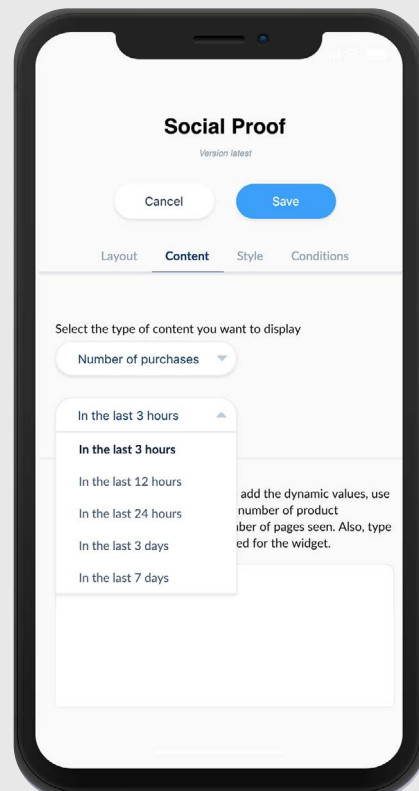 Social Proof
Version latest
Cancel
Save
Layout
Content
Style
Conditions
Select the type of content you want to display
Number of purchases
In the last 3 hours
In the last 3 hours
In the last 12 hours
In the last 24 hours
In the last 3 days
In the last 7 days
add the dynamic values, use
number of product
of pages seen. Also, type
for the widget.